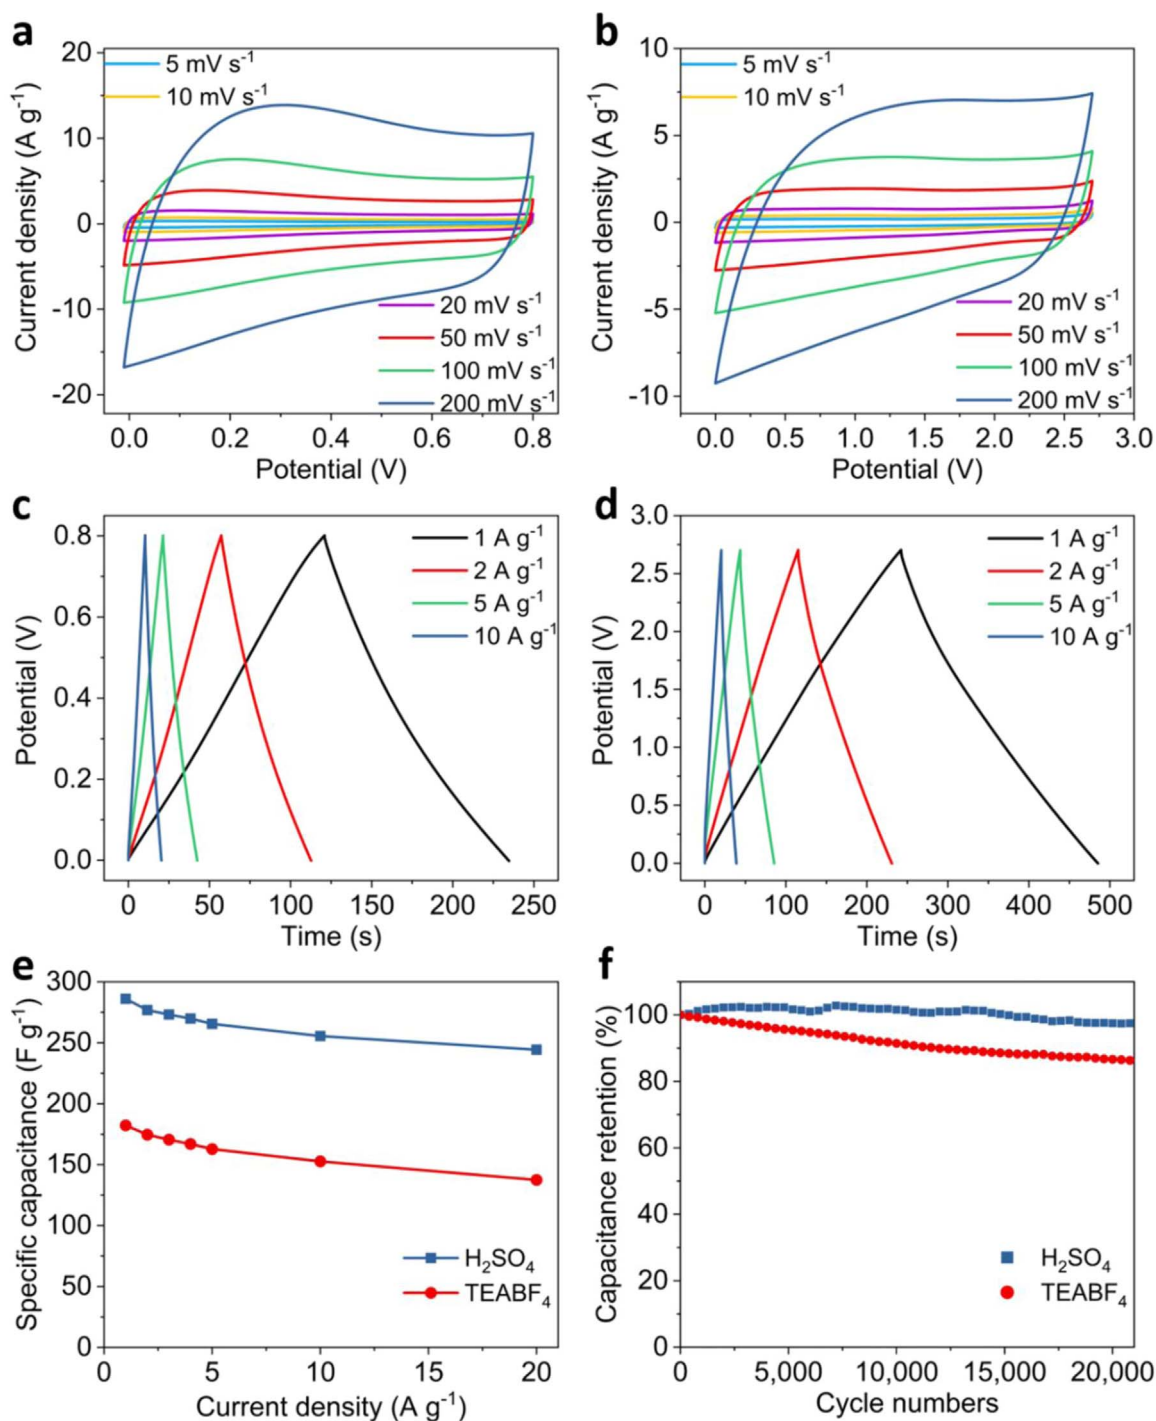 a
20
10
0
-10
-20
Current density (A g⁻¹)
5 mV s⁻¹
10 mV s⁻¹
20 mV s⁻¹
50 mV s⁻¹
100 mV s⁻¹
200 mV s⁻¹
0.0 0.2 0.4 0.6 0.8
Potential (V)
b
10
5
0
-5
-10
Current density (A g⁻¹)
5 mV s⁻¹
10 mV s⁻¹
20 mV s⁻¹
50 mV s⁻¹
100 mV s⁻¹
200 mV s⁻¹
0.0 0.5 1.0 1.5 2.0 2.5 3.0
Potential (V)
c
0.8
0.6
0.4
0.2
0.0
Potential (V)
1 A g⁻¹
2 A g⁻¹
5 A g⁻¹
10 A g⁻¹
0 50 100 150 200 250
Time (s)
d
3.0
2.5
2.0
1.5
1.0
0.5
0.0
Potential (V)
1 A g⁻¹
2 A g⁻¹
5 A g⁻¹
10 A g⁻¹
0 100 200 300 400 500
Time (s)
e
300
250
200
150
100
50
0
Specific capacitance (F g⁻¹)
H₂SO₄
TEABF₄
0 5 10 15 20
Current density (A g⁻¹)
f
100
80
60
40
20
0
Capacitance retention (%)
H₂SO₄
TEABF₄
0 5,000 10,000 15,000 20,000
Cycle numbers